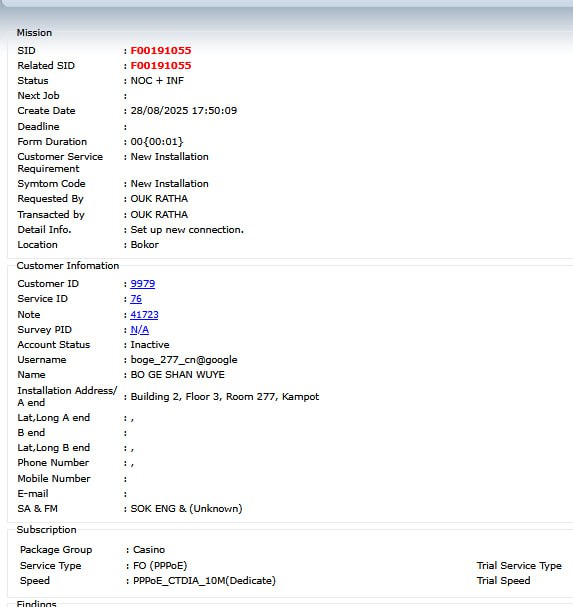 Mission
SID : F00191055
Related SID : F00191055
Status : NOC + INF
Next Job :
Create Date : 28/08/2025 17:50:09
Deadline :
Form Duration : 00{00:01}
Customer Service Requirement : New Installation
Symtom Code : New Installation
Requested By : OUK RATHA
Transacted by : OUK RATHA
Detail Info. : Set up new connection.
Location : Bokor
Customer Infomation
Customer ID : 9979
Service ID : 76
Note : 41723
Survey PID : N/A
Account Status : Inactive
Username : boge_277_cn@google
Name : BO GE SHAN WUYE
Installation Address/ A end : Building 2, Floor 3, Room 277, Kampot
Lat,Long A end : ,
B end :
Lat,Long B end : ,
Phone Number : ,
Mobile Number :
E-mail :
SA & FM : SOK ENG & (Unknown)
Subscription
Package Group : Casino
Service Type : FO (PPPoE) Trial Service Type
Speed : PPPoE_CTDIA_10M(Dedicate) Trial Speed
Findings